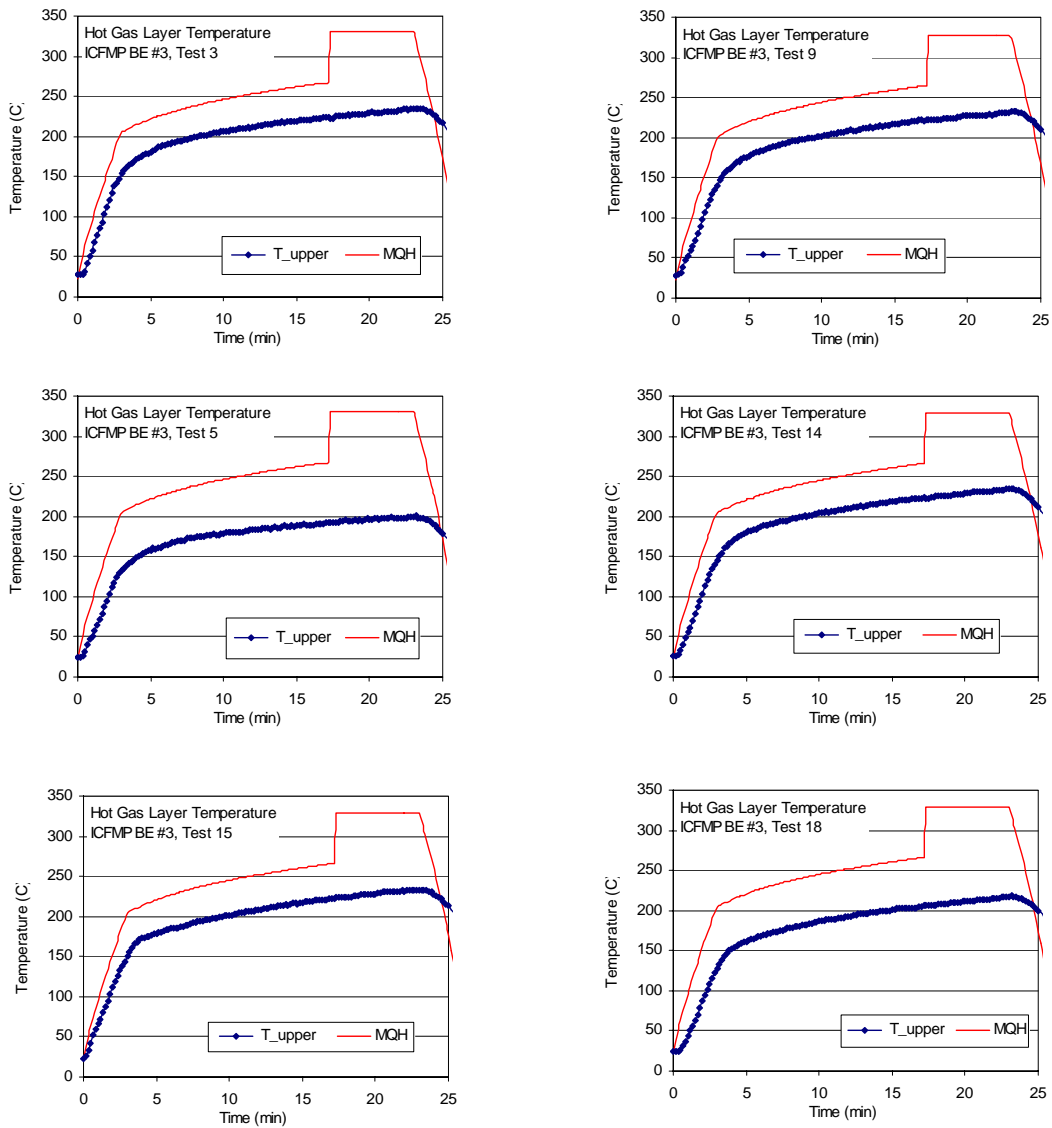 Hot Gas Layer Temperature
ICFMP BE #3, Test 3
Temperature (C)
350
300
250
200
150
100
50
0
T_upper MQH
0 5 10 15 20 25
Time (min)
Hot Gas Layer Temperature
ICFMP BE #3, Test 9
Temperature (C)
350
300
250
200
150
100
50
0
T_upper MQH
0 5 10 15 20 25
Time (min)
Hot Gas Layer Temperature
ICFMP BE #3, Test 5
Temperature (C)
350
300
250
200
150
100
50
0
T_upper MQH
0 5 10 15 20 25
Time (min)
Hot Gas Layer Temperature
ICFMP BE #3, Test 14
Temperature (C)
350
300
250
200
150
100
50
0
T_upper MQH
0 5 10 15 20 25
Time (min)
Hot Gas Layer Temperature
ICFMP BE #3, Test 15
Temperature (C)
350
300
250
200
150
100
50
0
T_upper MQH
0 5 10 15 20 25
Time (min)
Hot Gas Layer Temperature
ICFMP BE #3, Test 18
Temperature (C)
350
300
250
200
150
100
50
0
T_upper MQH
0 5 10 15 20 25
Time (min)